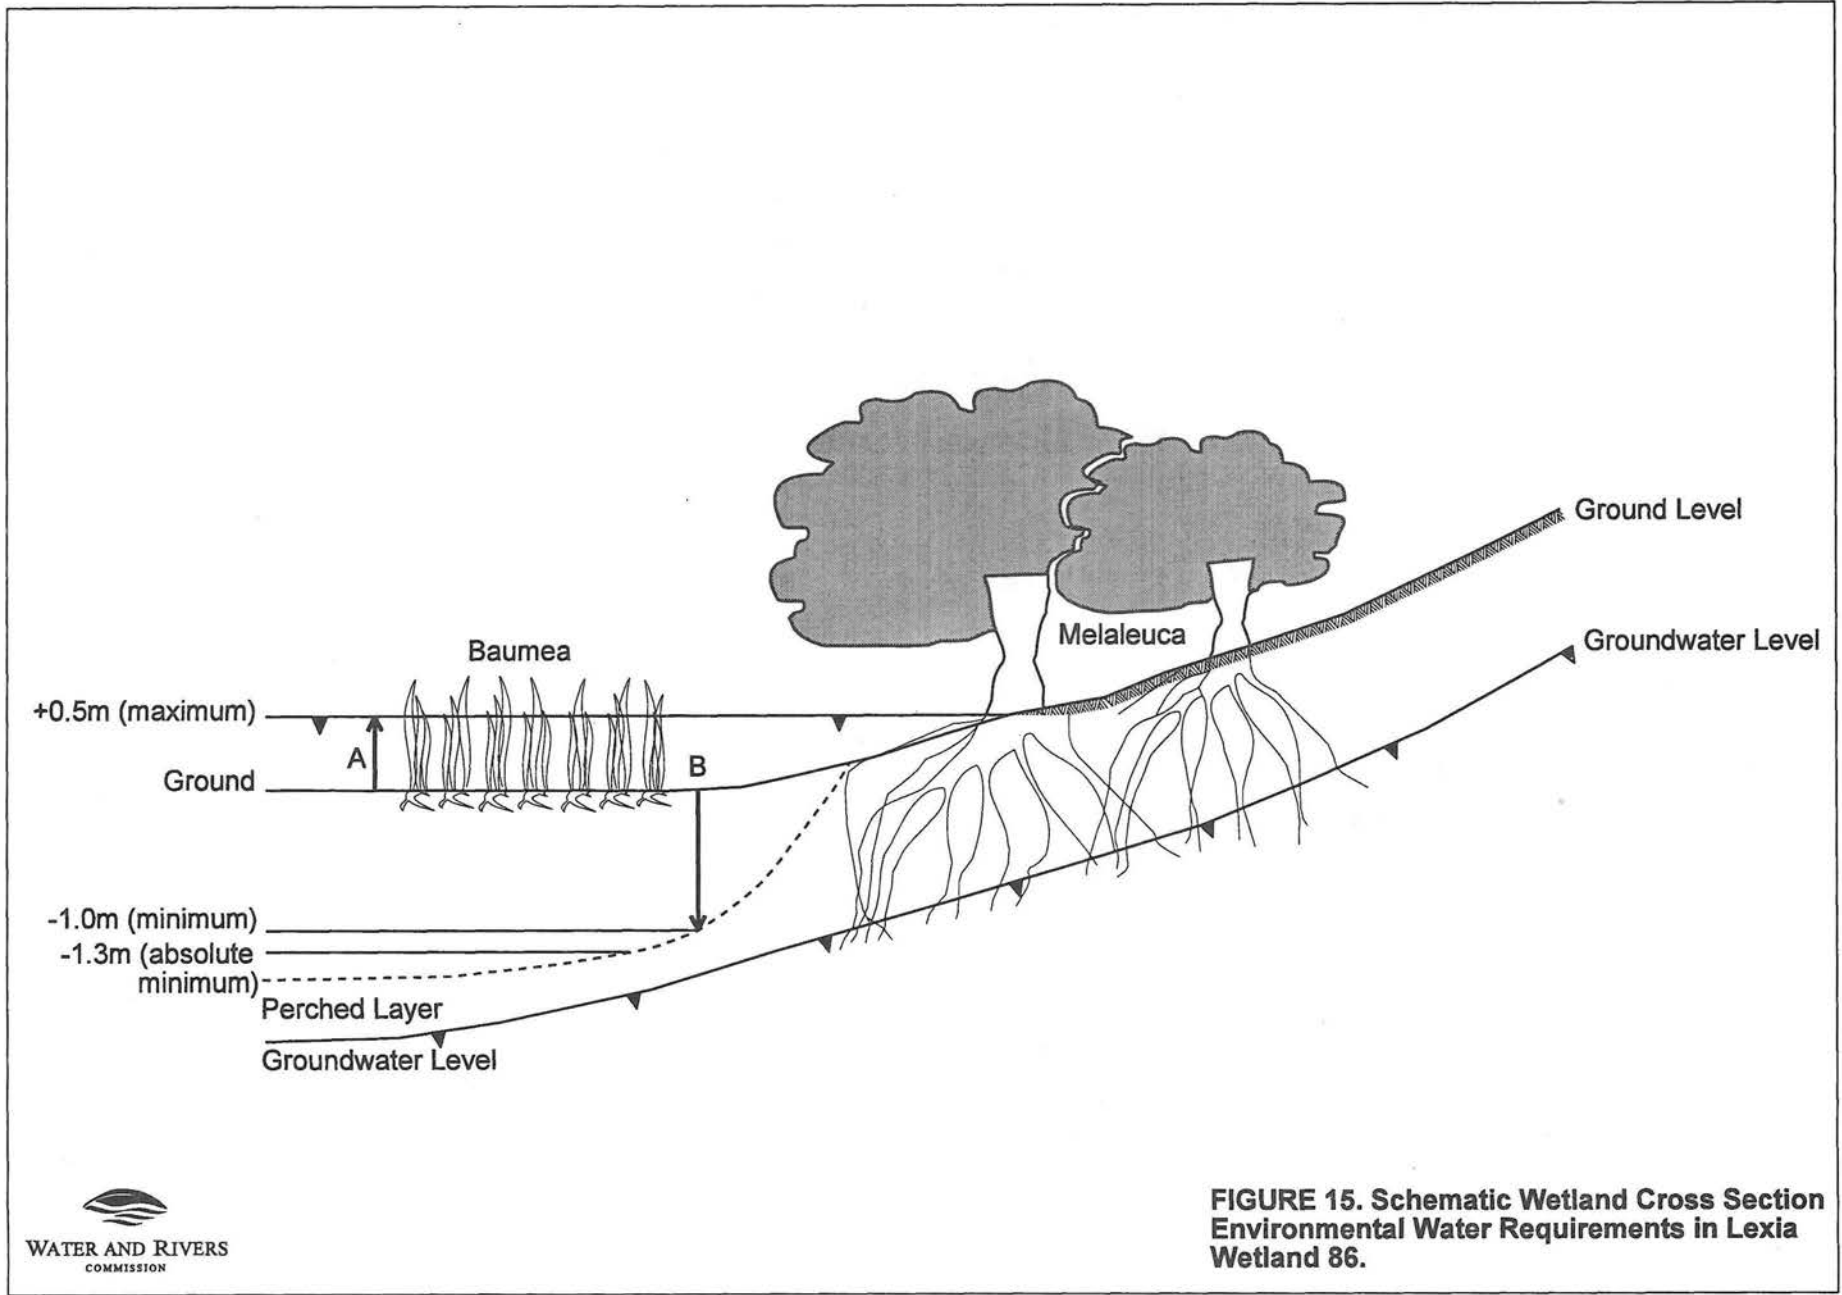 Ground Level
Melaleuca
Groundwater Level
Baumea
+0.5m (maximum)
A
B
Ground
-1.0m (minimum)
-1.3m (absolute
minimum)
Perched Layer
Groundwater Level
WATER AND RIVERS
COMMISSION
FIGURE 15. Schematic Wetland Cross Section
Environmental Water Requirements in Lexia
Wetland 86.